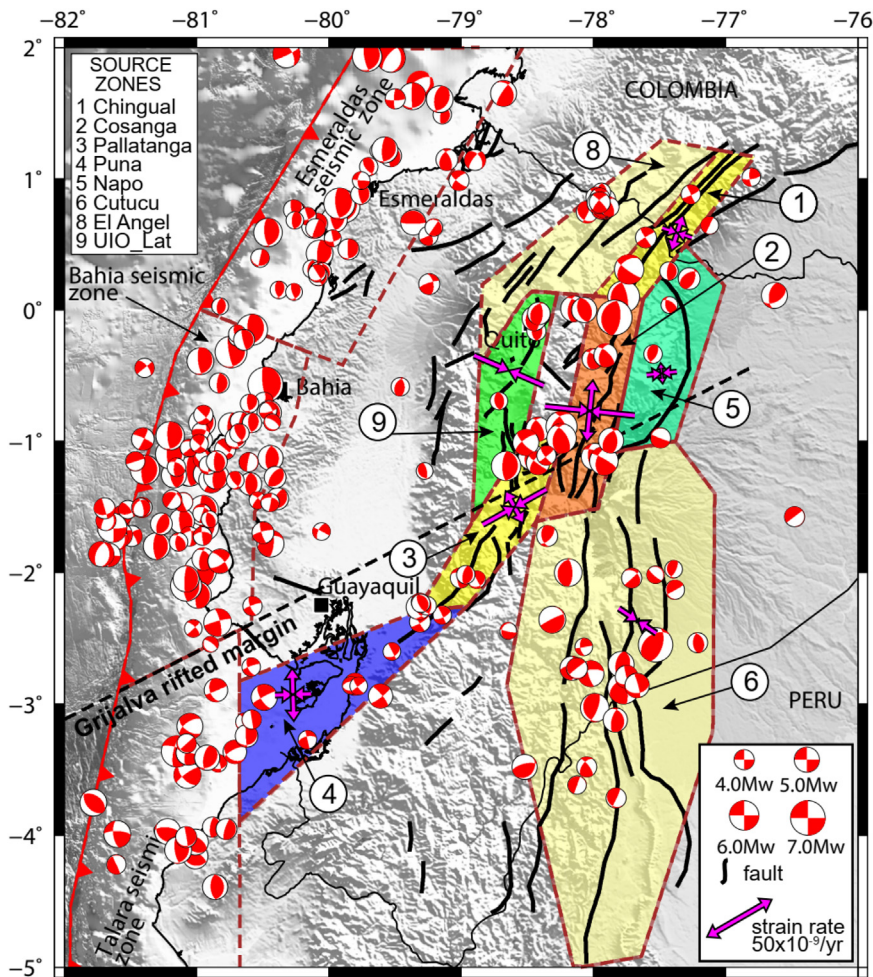 −82 −81 −80 −79 −78 −77 −76
2˚
1˚
0˚
−1˚
−2˚
−3˚
−4˚
−5˚
SOURCE
ZONES
1 Chingual
2 Cosanga
3 Pallatanga
4 Puna
5 Napo
6 Cutucu
8 El Angel
9 UIO_Lat
Esmeraldas
seismic zone
COLOMBIA
8
1
Esmeraldas
2
Bahia seismic
zone
Quito
Bahia
9
5
3
Guayaquil
Grijalva rifted margin
6
PERU
4
Talara seismi
zone
4.0Mw 5.0Mw
6.0Mw 7.0Mw
fault
strain rate
50x10⁻⁹/yr